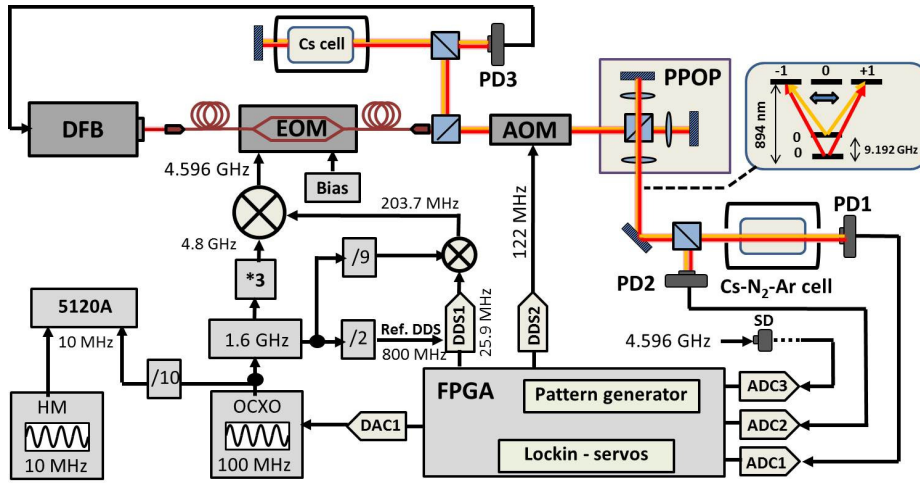 Cs cell
PD3
DFB
EOM
Bias
AOM
PPOP
-1 0 +1
894 nm
0
0
9.192 GHz
4.596 GHz
203.7 MHz
4.8 GHz
122 MHz
PD1
PD2
Cs-N2-Ar cell
*3
/9
5120A
10 MHz
1.6 GHz
/2
Ref. DDS
800 MHz
DDS1
25.9 MHz
DDS2
4.596 GHz
SD
/10
HM
10 MHz
OCXO
100 MHz
DAC1
FPGA
Pattern generator
Lockin - servos
ADC3
ADC2
ADC1